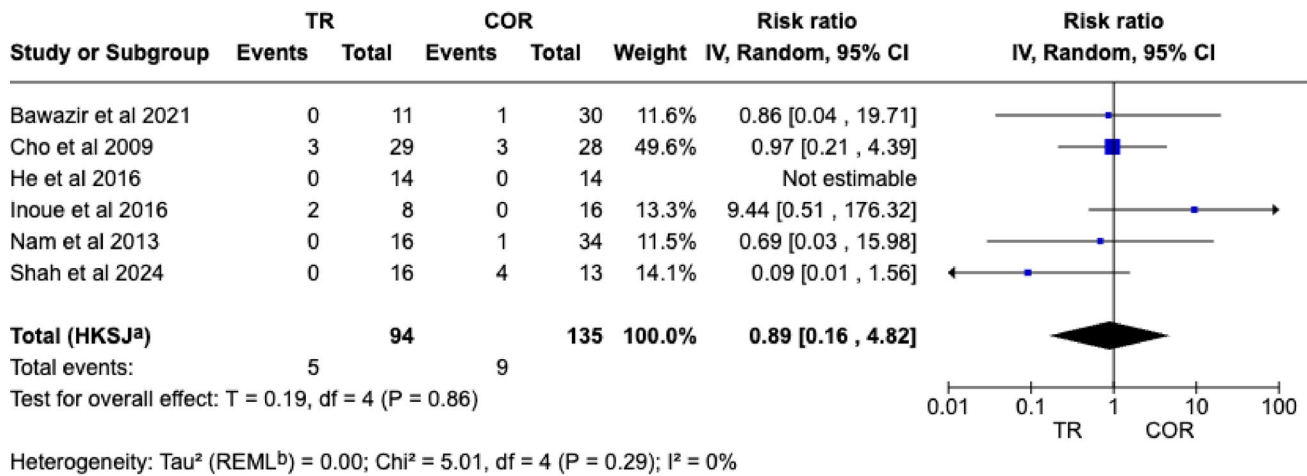 TR COR Risk ratio Risk ratio
Study or Subgroup Events Total Events Total Weight IV, Random, 95% CI IV, Random, 95% CI
Bawazir et al 2021 0 11 1 30 11.6% 0.86 [0.04 , 19.71]
Cho et al 2009 3 29 3 28 49.6% 0.97 [0.21 , 4.39]
He et al 2016 0 14 0 14 Not estimable
Inoue et al 2016 2 8 0 16 13.3% 9.44 [0.51 , 176.32]
Nam et al 2013 0 16 1 34 11.5% 0.69 [0.03 , 15.98]
Shah et al 2024 0 16 4 13 14.1% 0.09 [0.01 , 1.56]
Total (HKSJᵃ) 94 135 100.0% 0.89 [0.16 , 4.82]
Total events: 5 9
Test for overall effect: T = 0.19, df = 4 (P = 0.86)
0.01 0.1 1 10 100
TR COR
Heterogeneity: Tau² (REMLᵇ) = 0.00; Chi² = 5.01, df = 4 (P = 0.29); I² = 0%